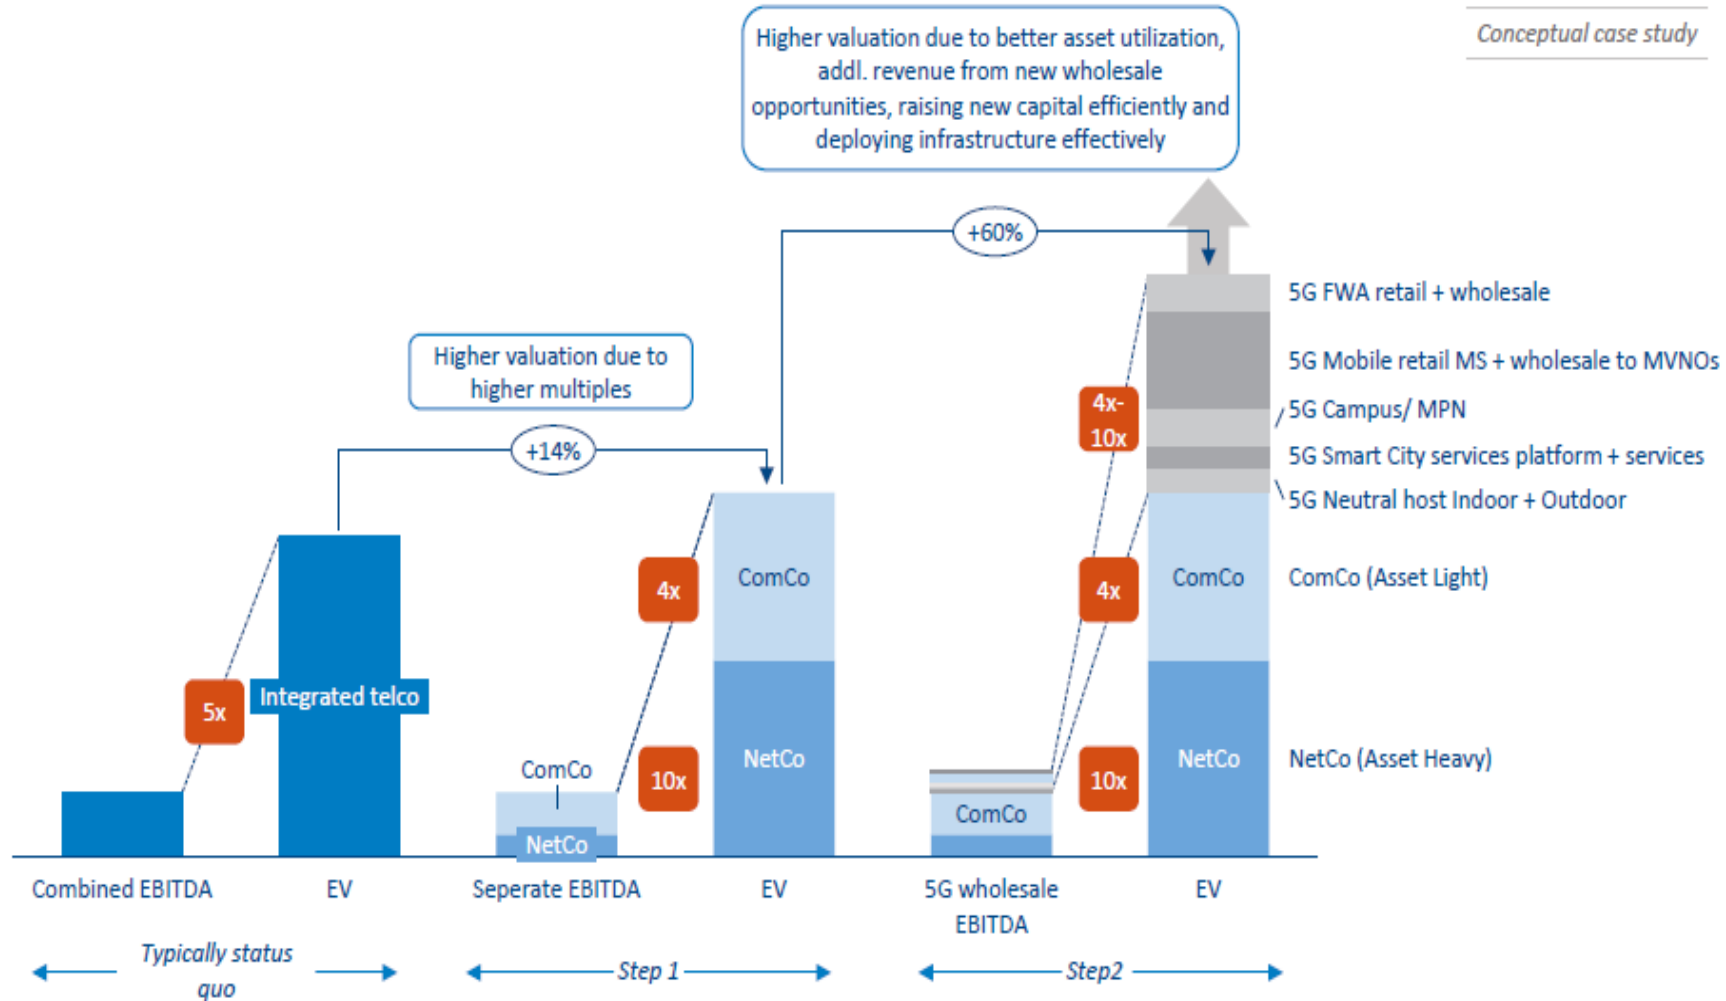 Conceptual case study
Higher valuation due to better asset utilization,
addl. revenue from new wholesale
opportunities, raising new capital efficiently and
deploying infrastructure effectively
+60%
Higher valuation due to
higher multiples
+14%
5G FWA retail + wholesale
5G Mobile retail MS + wholesale to MVNOs
5G Campus/ MPN
5G Smart City services platform + services
5G Neutral host Indoor + Outdoor
ComCo (Asset Light)
NetCo (Asset Heavy)
5x
Integrated telco
4x
10x
ComCo
NetCo
ComCo
NetCo
4x-
10x
4x
10x
ComCo
ComCo
NetCo
Combined EBITDA
EV
Seperate EBITDA
EV
5G wholesale
EBITDA
EV
Typically status
quo
Step 1
Step2